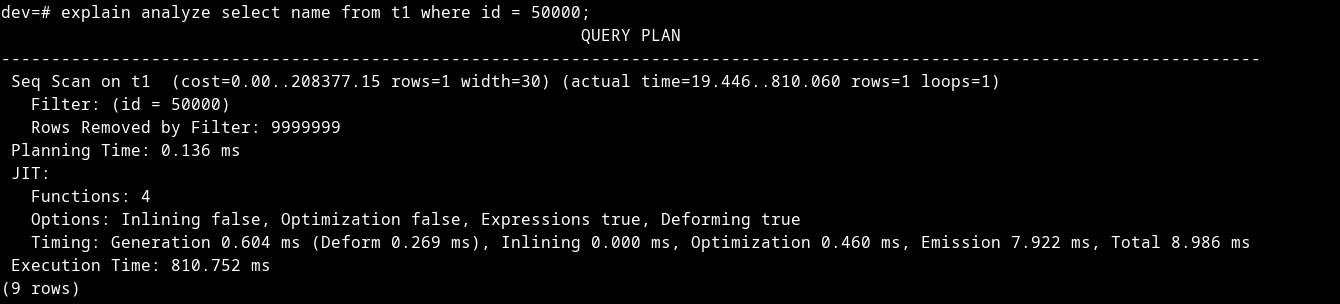 dev=# explain analyze select name from t1 where id = 50000;
QUERY PLAN
------------------------------------------------------------------------------------------------------------------------------
Seq Scan on t1  (cost=0.00..208377.15 rows=1 width=30) (actual time=19.446..810.060 rows=1 loops=1)
Filter: (id = 50000)
Rows Removed by Filter: 9999999
Planning Time: 0.136 ms
JIT:
Functions: 4
Options: Inlining false, Optimization false, Expressions true, Deforming true
Timing: Generation 0.604 ms (Deform 0.269 ms), Inlining 0.000 ms, Optimization 0.460 ms, Emission 7.922 ms, Total 8.986 ms
Execution Time: 810.752 ms
(9 rows)